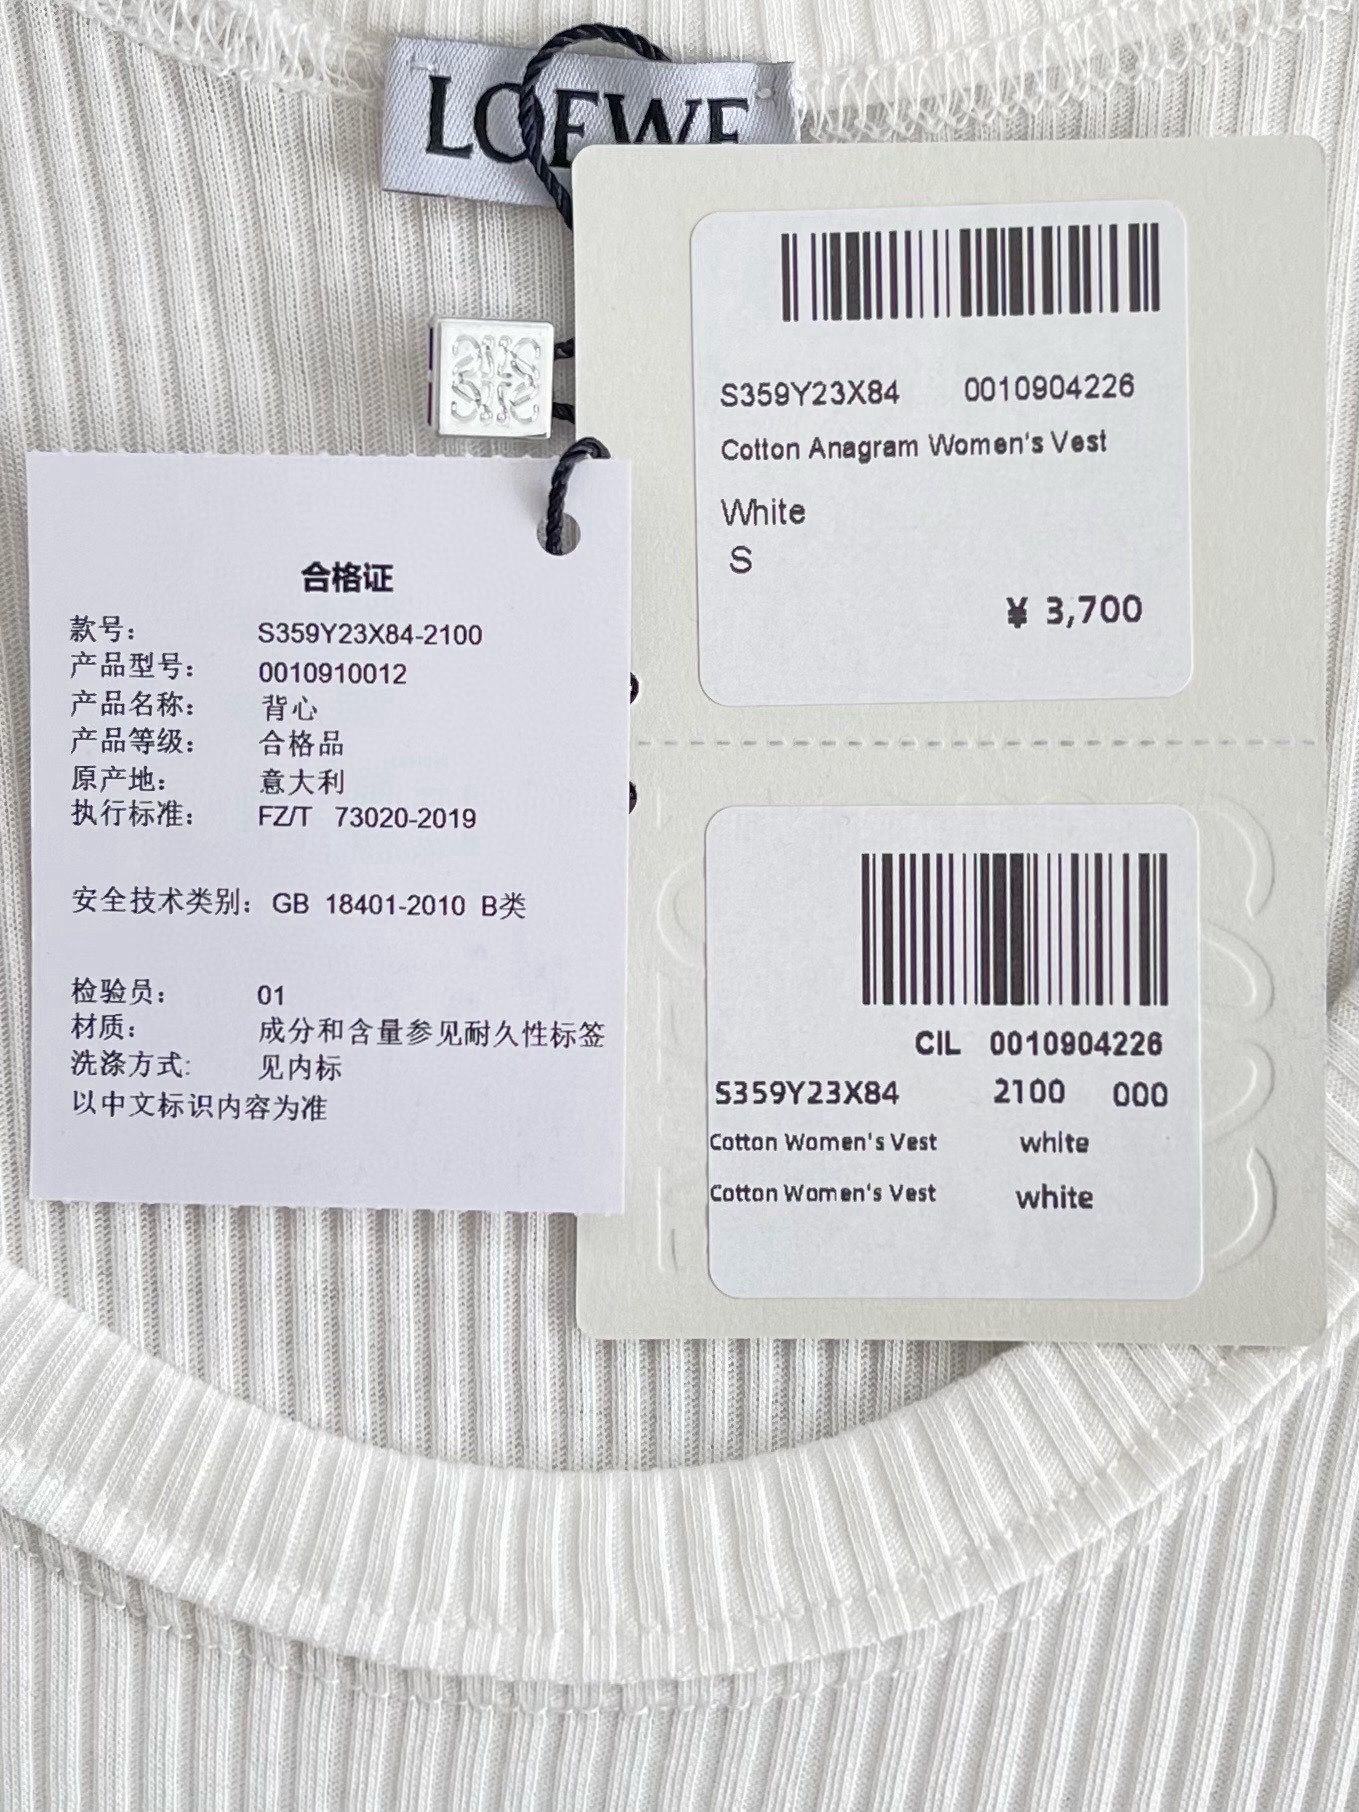 LOEWE
S359Y23X84 0010904226
Cotton Anagram Women's Vest
White
S
¥ 3,700
合格证
款号: S359Y23X84-2100
产品型号: 0010910012
产品名称: 背心
产品等级: 合格品
原产地: 意大利
执行标准: FZ/T 73020-2019
安全技术类别: GB 18401-2010 B类
检验员: 01
材质: 成分和含量参见耐久性标签
洗涤方式: 见内标
以中文标识内容为准
CIL 0010904226
S359Y23X84 2100 000
Cotton Women's Vest white
Cotton Women's Vest white